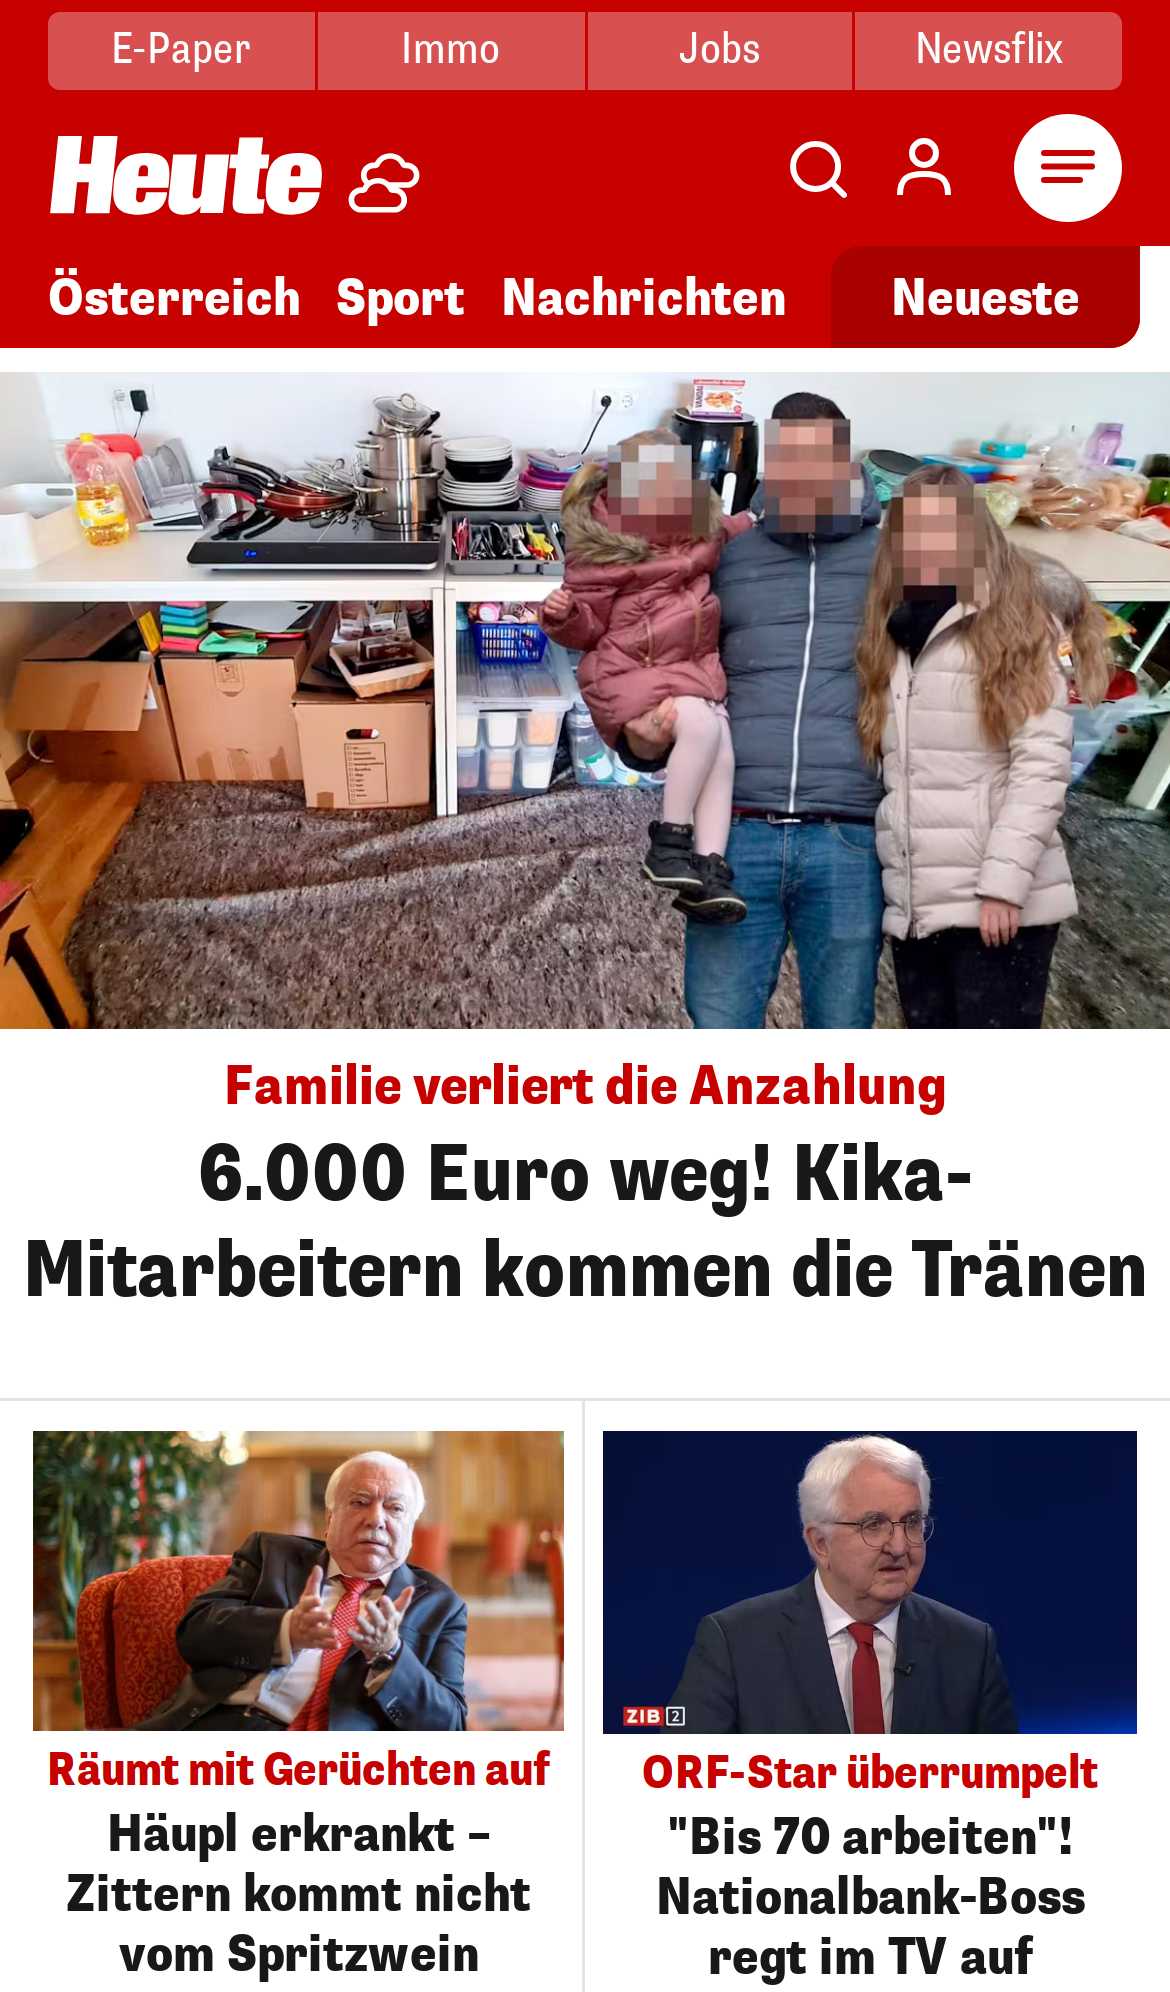 E-Paper
Immo
Jobs
Newsflix
Heute
Österreich
Sport
Nachrichten
Neueste
Familie verliert die Anzahlung
6.000 Euro weg! Kika-
Mitarbeitern kommen die Tränen
Räumt mit Gerüchten auf
Häupl erkrankt –
Zittern kommt nicht
vom Spritzwein
ZIB 2
ORF-Star überrumpelt
"Bis 70 arbeiten"!
Nationalbank-Boss
regt im TV auf